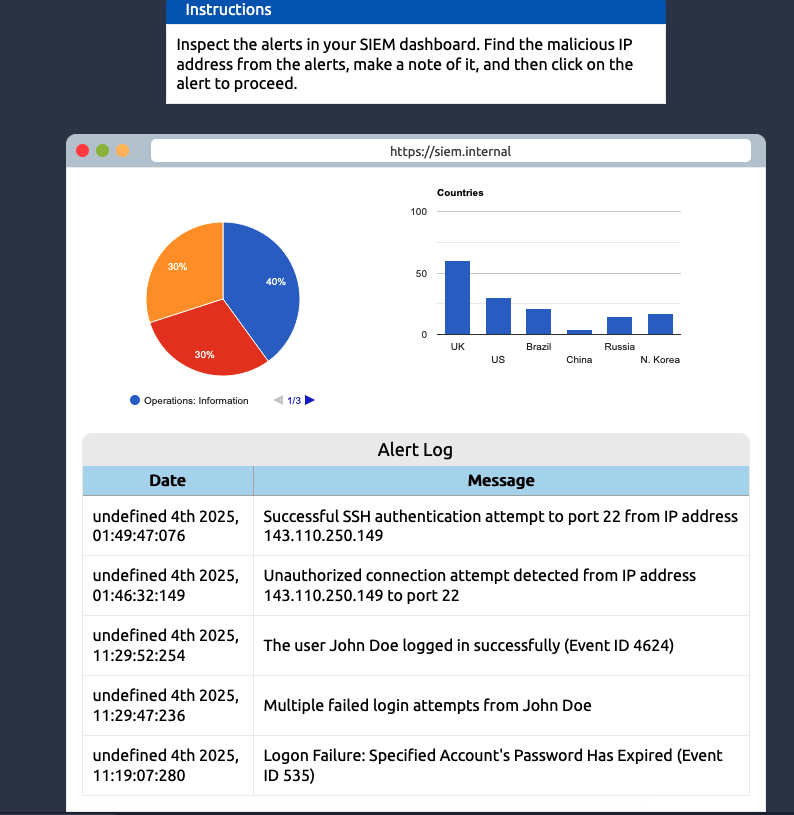 Instructions
Inspect the alerts in your SIEM dashboard. Find the malicious IP
address from the alerts, make a note of it, and then click on the
alert to proceed.
https://siem.internal
30%
40%
30%
Operations: Information
1/3
Countries
100
50
0
UK
US
Brazil
China
Russia
N. Korea
Alert Log
Date Message
undefined 4th 2025,
01:49:47:076
Successful SSH authentication attempt to port 22 from IP address
143.110.250.149
undefined 4th 2025,
01:46:32:149
Unauthorized connection attempt detected from IP address
143.110.250.149 to port 22
undefined 4th 2025,
11:29:52:254
The user John Doe logged in successfully (Event ID 4624)
undefined 4th 2025,
11:29:47:236
Multiple failed login attempts from John Doe
undefined 4th 2025,
11:19:07:280
Logon Failure: Specified Account's Password Has Expired (Event
ID 535)